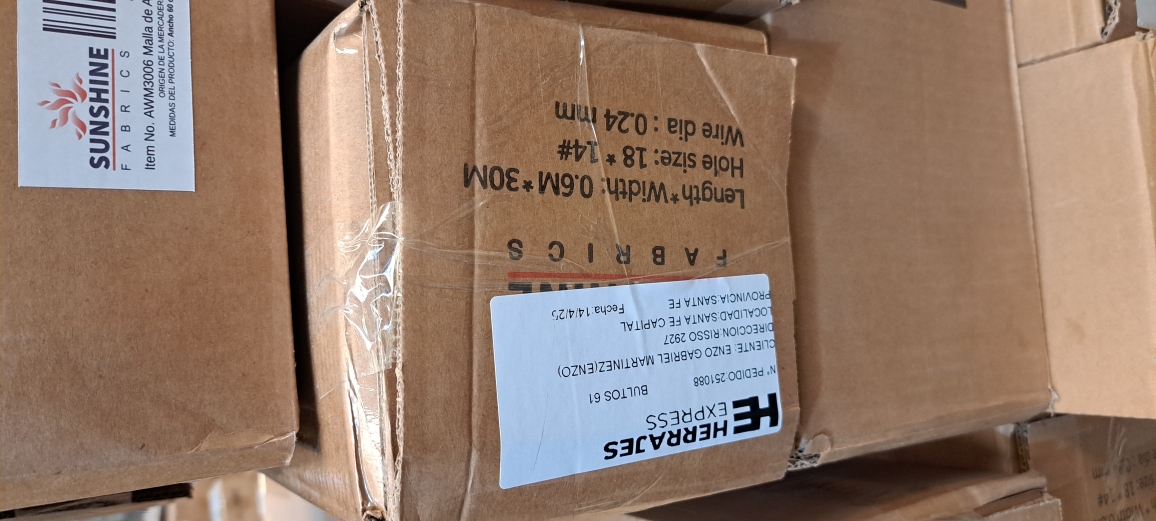 SUNSHINE
FABRICS
Item No. AWM3006 Malla de
ORIGEN DE LA
MEDIDAS DEL PRODUCTO: Ancho 60
HERRAJES
HE EXPRESS
N° PEDIDO 251088 BULTOS 61
CLIENTE: ENZO GABRIEL MARTINEZ(ENZO)
DIRECCION:RISSO 2927
LOCALIDAD:SANTA FE CAPITAL
PROVINCIA:SANTA FE Fecha:14/4/25
FABRICS
Length*Width: 0.6M*30M
Hole size: 18 * 14#
Wire dia : 0.24 mm